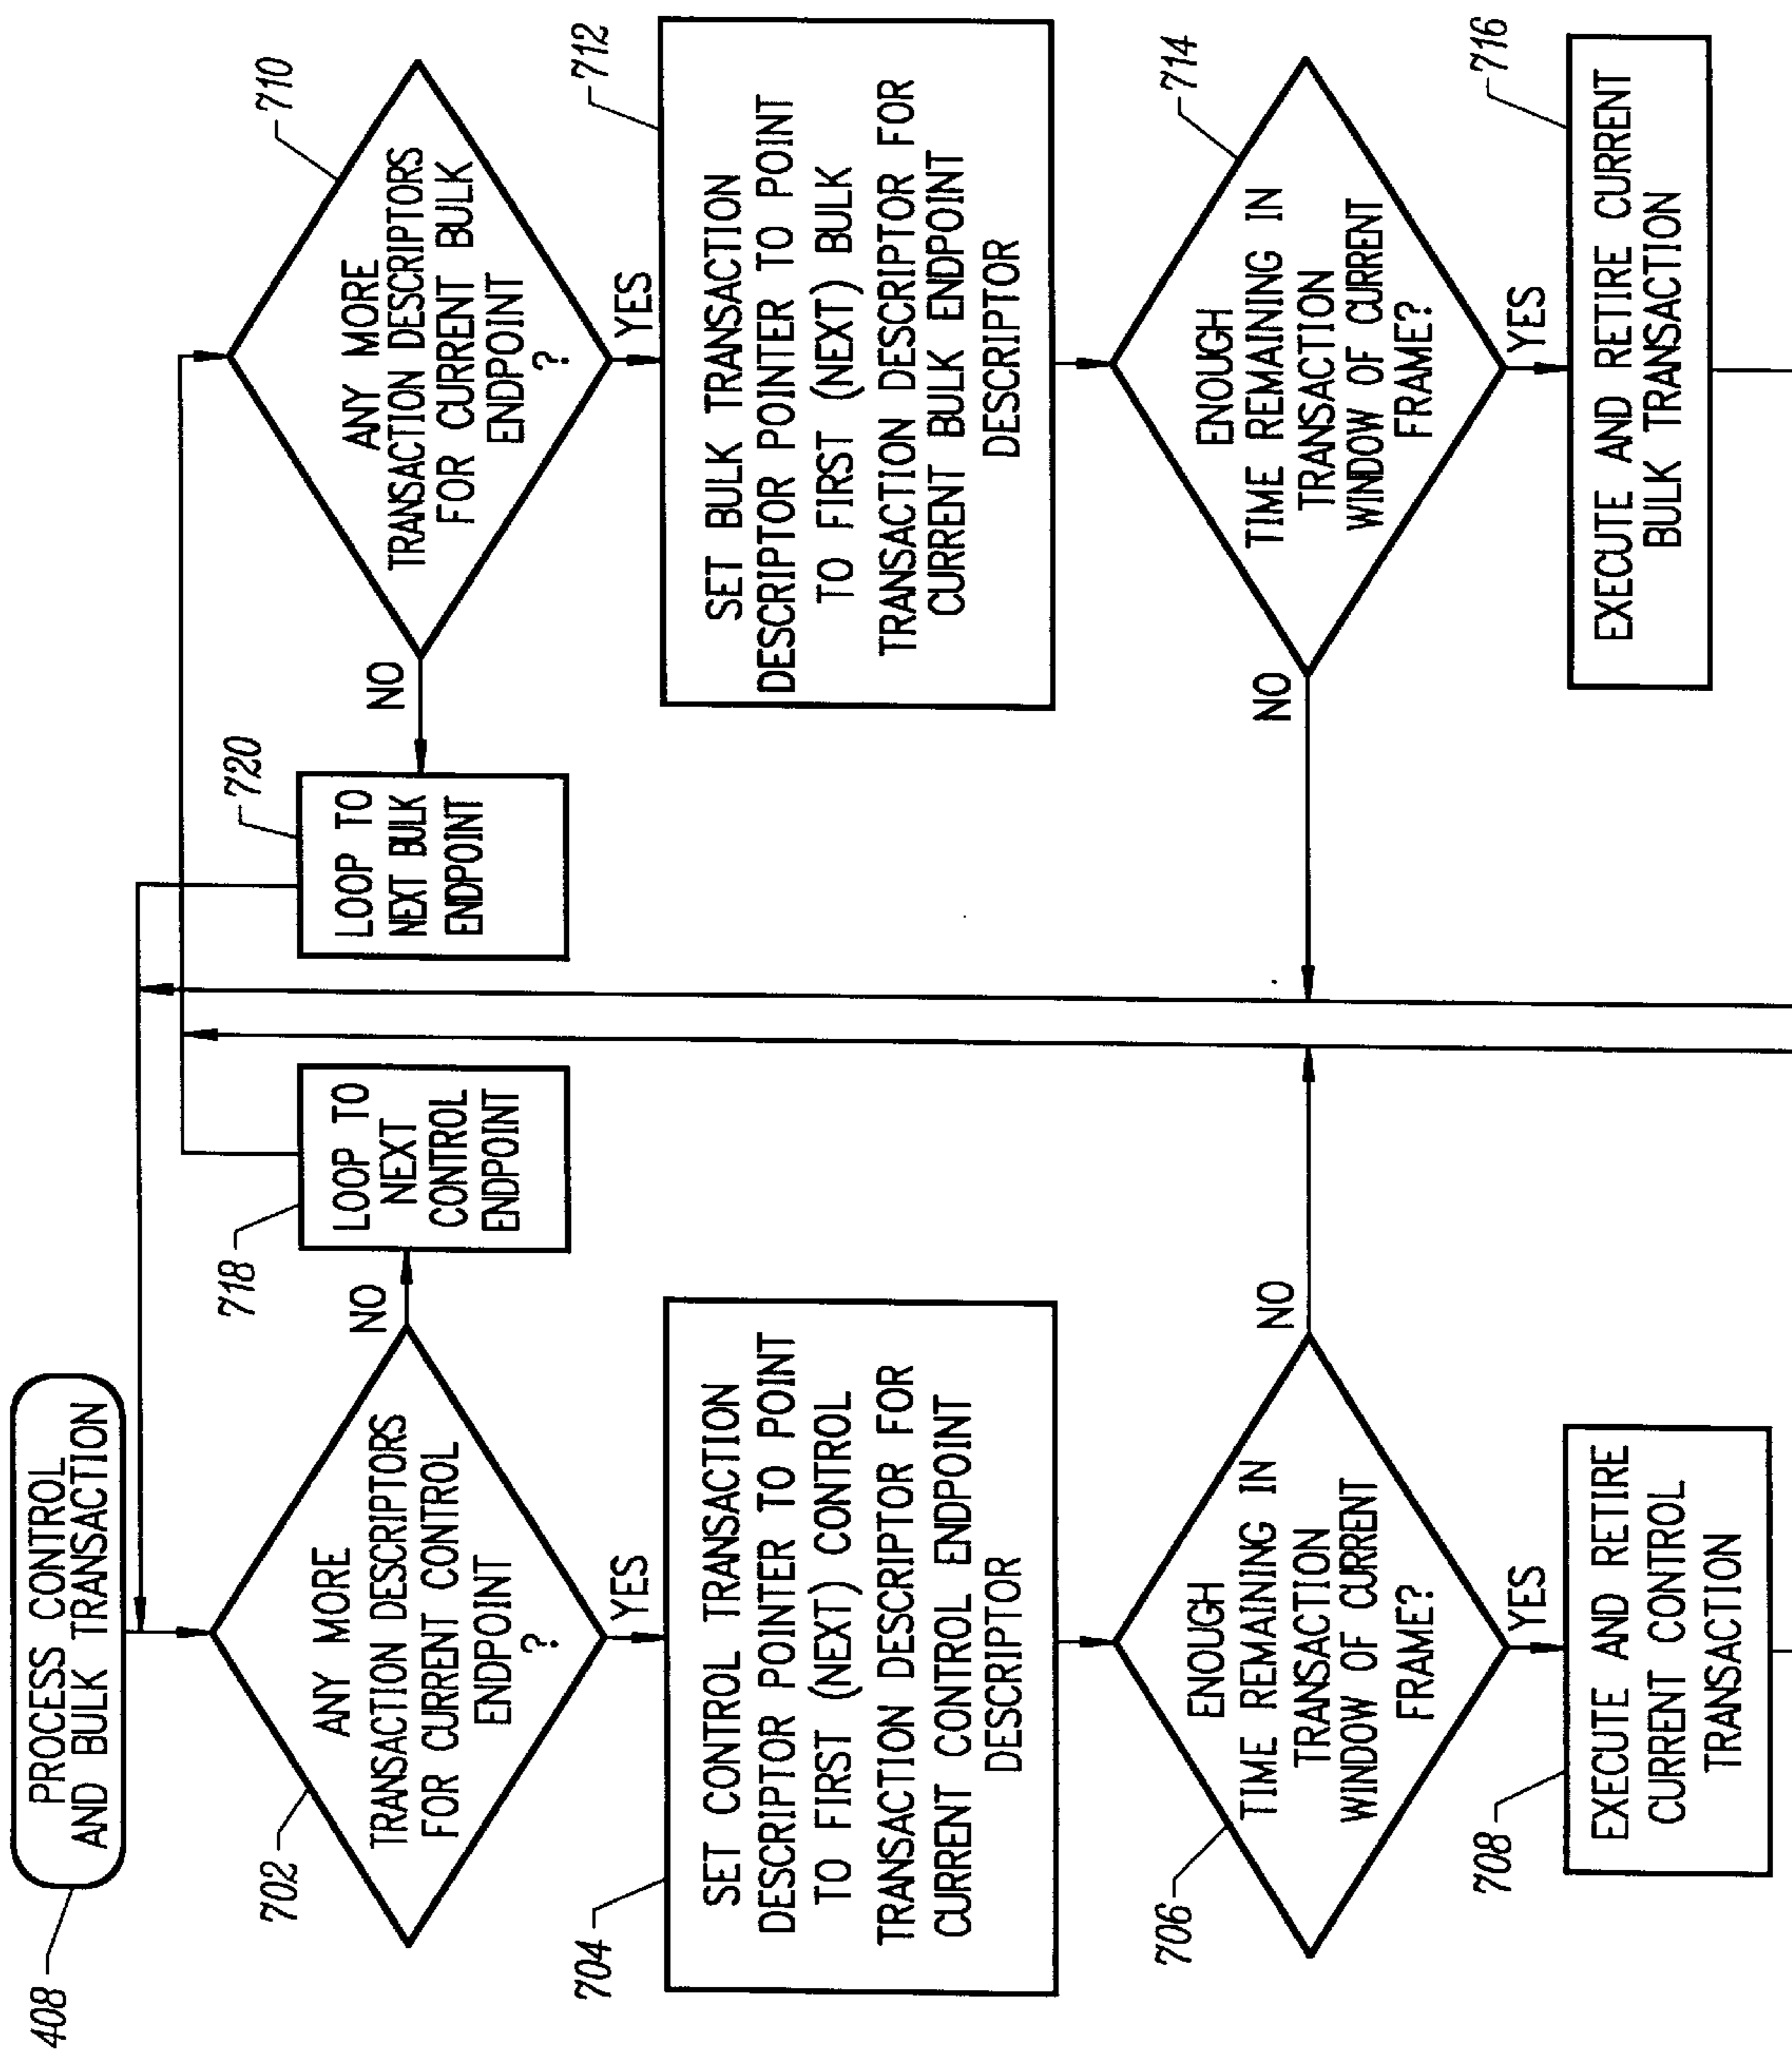 408
PROCESS CONTROL
AND BULK TRANSACTION
702
ANY MORE
TRANSACTION DESCRIPTORS
FOR CURRENT CONTROL
ENDPOINT
?
NO
YES
718
LOOP TO
NEXT
CONTROL
ENDPOINT
704
SET CONTROL TRANSACTION
DESCRIPTOR POINTER TO POINT
TO FIRST (NEXT) CONTROL
TRANSACTION DESCRIPTOR FOR
CURRENT CONTROL ENDPOINT
DESCRIPTOR
706
ENOUGH
TIME REMAINING IN
TRANSACTION
WINDOW OF CURRENT
FRAME?
NO
YES
708
EXECUTE AND RETIRE
CURRENT CONTROL
TRANSACTION
710
ANY MORE
TRANSACTION DESCRIPTORS
FOR CURRENT BULK
ENDPOINT
?
NO
YES
720
LOOP TO
NEXT BULK
ENDPOINT
712
SET BULK TRANSACTION
DESCRIPTOR POINTER TO POINT
TO FIRST (NEXT) BULK
TRANSACTION DESCRIPTOR FOR
CURRENT BULK ENDPOINT
DESCRIPTOR
714
ENOUGH
TIME REMAINING IN
TRANSACTION
WINDOW OF CURRENT
FRAME?
NO
YES
716
EXECUTE AND RETIRE CURRENT
BULK TRANSACTION